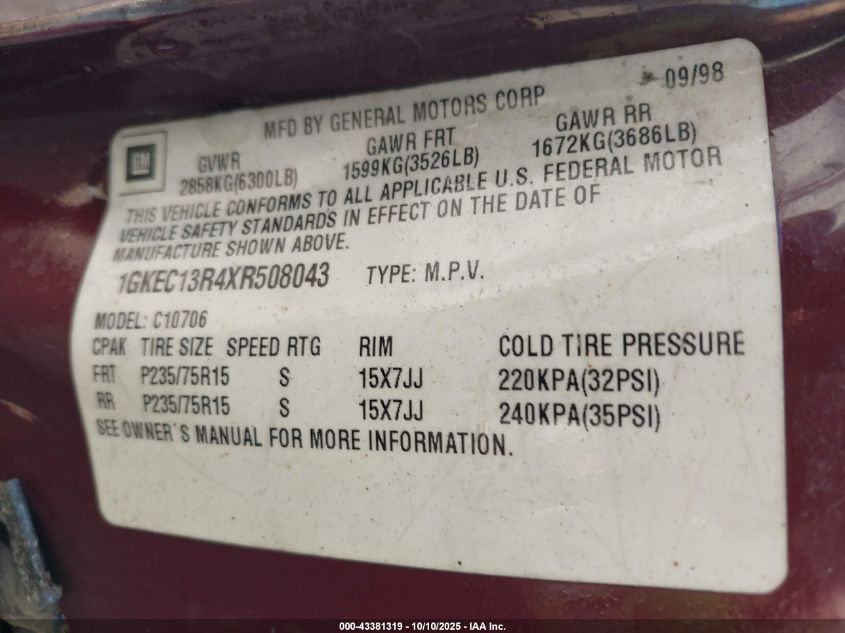 09/98
MFD BY GENERAL MOTORS CORP
GM
GVWR GAWR FRT GAWR RR
2858KG(6300LB) 1599KG(3526LB) 1672KG(3686LB)
THIS VEHICLE CONFORMS TO ALL APPLICABLE U.S. FEDERAL MOTOR
VEHICLE SAFETY STANDARDS IN EFFECT ON THE DATE OF
MANUFACTURE SHOWN ABOVE.
1GKEC13R4XR508043 TYPE: M.P.V.
MODEL: C10706
CPAK TIRE SIZE SPEED RTG RIM COLD TIRE PRESSURE
FRT P235/75R15 S 15X7JJ 220KPA(32PSI)
RR P235/75R15 S 15X7JJ 240KPA(35PSI)
SEE OWNER'S MANUAL FOR MORE INFORMATION.
000-43381319 - 10/10/2025 - IAA Inc.